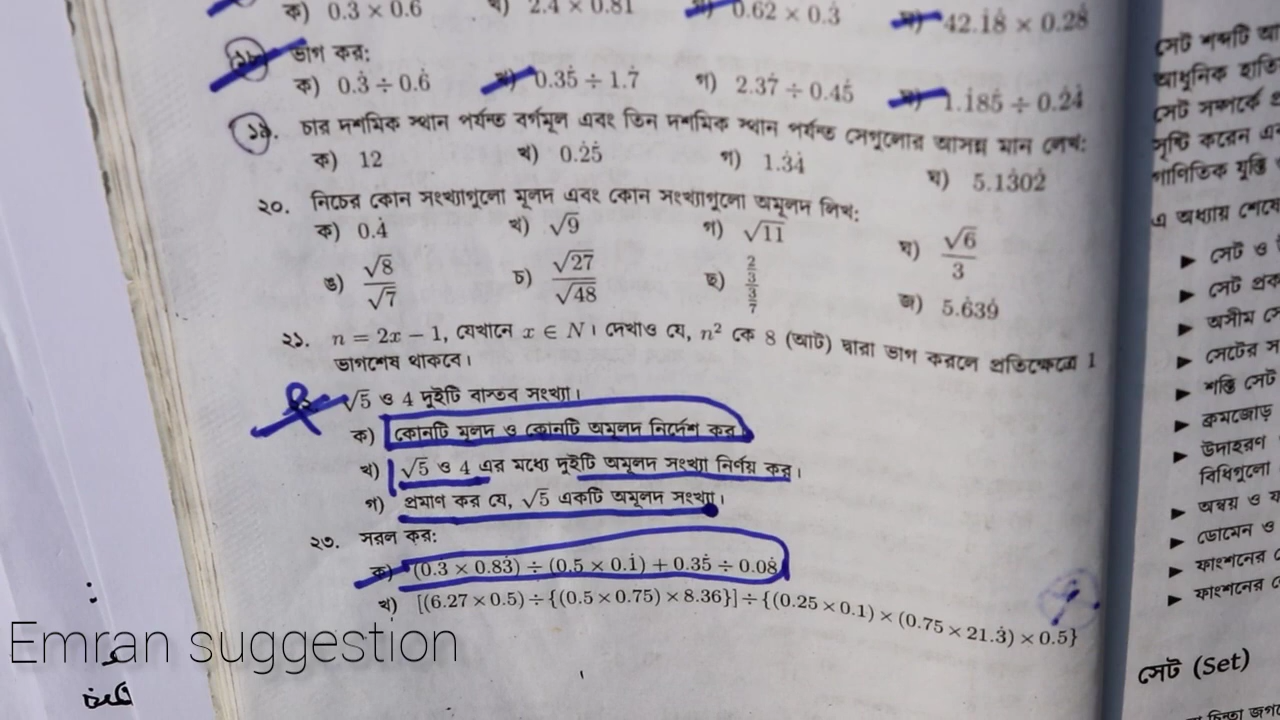 ক) 0.3 × 0.6 খ) 2.4 × 0.81 গ) 0.62 × 0.3̇ ঘ) 42.1̇8̇ × 0.28̇
১৮. ভাগ কর:
ক) 0.3̇ ÷ 0.6̇ খ) 0.35̇ ÷ 1.7̇ গ) 2.37̇ ÷ 0.45̇ ঘ) 1.1̇85̇ ÷ 0.2̇4̇
১৯. চার দশমিক স্থান পর্যন্ত বর্গমূল এবং তিন দশমিক স্থান পর্যন্ত সেগুলোর আসন্ন মান লেখ:
ক) 12 খ) 0.2̇5̇ গ) 1.3̇4̇ ঘ) 5.1̇302̇
২০. নিচের কোন সংখ্যাগুলো মূলদ এবং কোন সংখ্যাগুলো অমূলদ লিখ:
ক) 0.4̇ খ) √9 গ) √11 ঘ) √6/3
ঙ) √8/√7 চ) √27/√48 ছ) (2/3)/(3/7) জ) 5.6̇39̇
২১. n = 2x − 1, যেখানে x ∈ N। দেখাও যে, n² কে 8 (আট) দ্বারা ভাগ করলে প্রতিক্ষেত্রে 1
ভাগশেষ থাকবে।
২২. √5 ও 4 দুইটি বাস্তব সংখ্যা।
ক) কোনটি মূলদ ও কোনটি অমূলদ নির্দেশ কর।
খ) √5 ও 4 এর মধ্যে দুইটি অমূলদ সংখ্যা নির্ণয় কর।
গ) প্রমাণ কর যে, √5 একটি অমূলদ সংখ্যা।
২৩. সরল কর:
ক) (0.3̇ × 0.83̇) ÷ (0.5 × 0.1̇) + 0.35̇ ÷ 0.08̇
খ) [(6.27 × 0.5) ÷ {(0.5 × 0.75) × 8.36}] ÷ {(0.25 × 0.1) × (0.75 × 21.3̇) × 0.5}
Emran suggestion
সেট শব্দটি
আধুনিক
সেট সম্পর্কে
সৃষ্টি করেন
গাণিতিক যুক্তি
এ অধ্যায় শেষে
▶ সেট ও
▶ সেট
▶ অসীম
▶ সেটের
▶ শক্তি সেট
▶ ক্রমজোড়
▶ উদাহরণ
বিধিগুলো
▶ অন্বয় ও
▶ ডোমেন ও
▶ ফাংশনের
▶ ফাংশনের
সেট (Set)